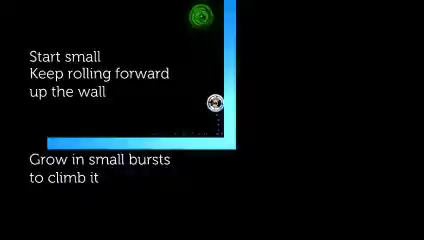 Start small
Keep rolling forward
up the wall
Grow in small bursts
to climb it